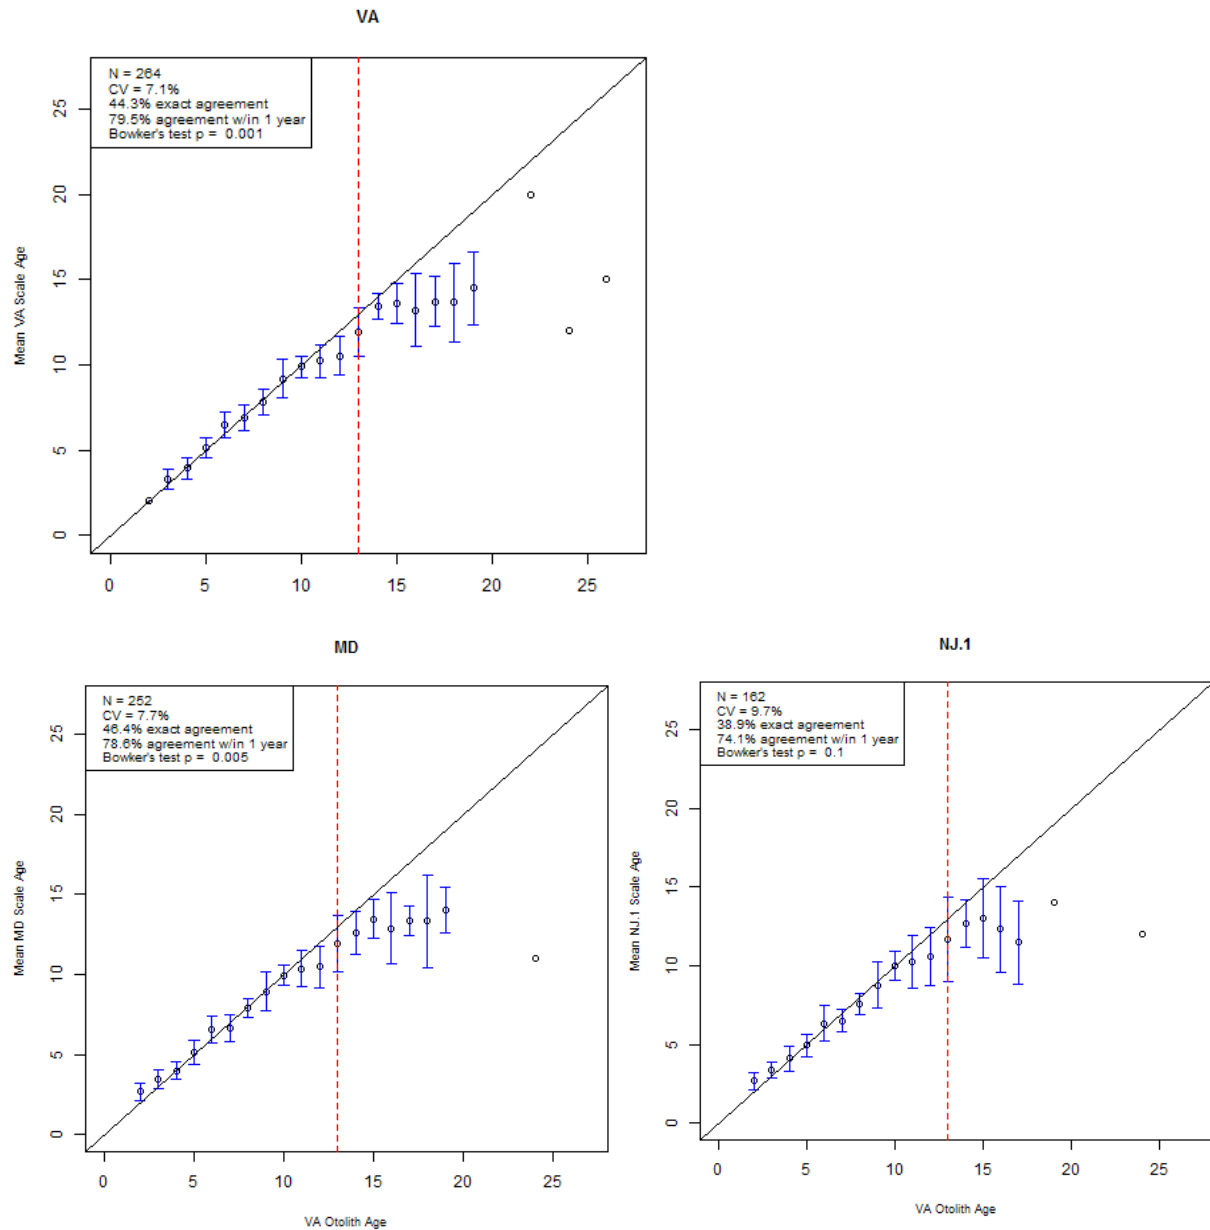 VA
N = 264
CV = 7.1%
44.3% exact agreement
79.5% agreement w/in 1 year
Bowker's test p = 0.001
25
20
15
10
5
0
Mean VA Scale Age
0 5 10 15 20 25
MD
N = 252
CV = 7.7%
46.4% exact agreement
78.6% agreement w/in 1 year
Bowker's test p = 0.005
25
20
15
10
5
0
Mean MD Scale Age
0 5 10 15 20 25
VA Otolith Age
NJ.1
N = 162
CV = 9.7%
38.9% exact agreement
74.1% agreement w/in 1 year
Bowker's test p = 0.1
25
20
15
10
5
0
Mean NJ.1 Scale Age
0 5 10 15 20 25
VA Otolith Age